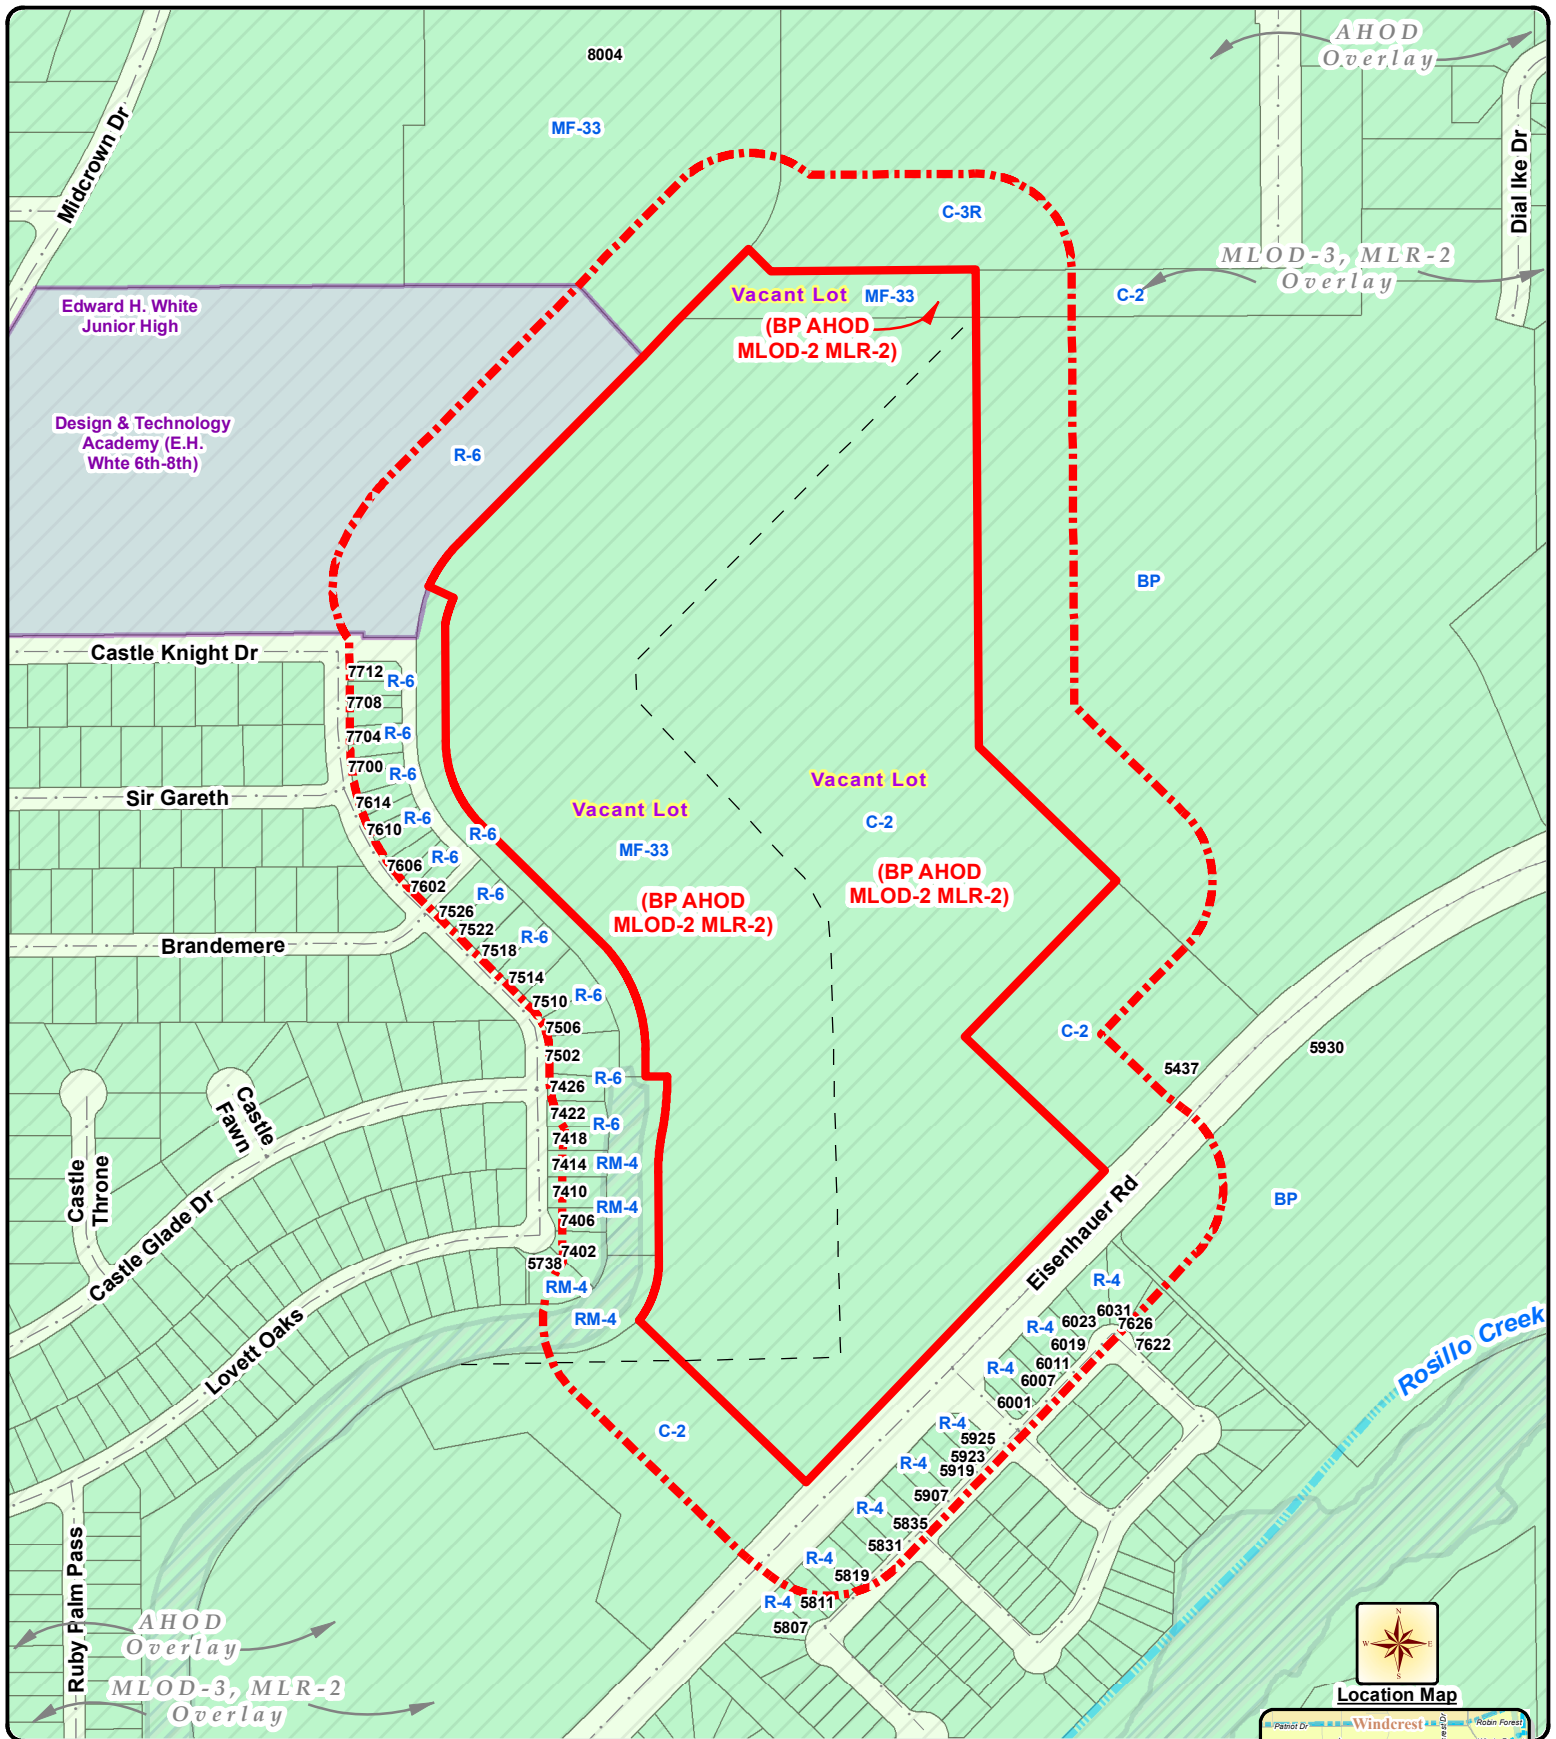 8004
AHOD
Overlay
MF-33
Midcrown Dr
Dial Ike Dr
C-3R
MLOD-3, MLR-2
Overlay
C-2
Vacant Lot
MF-33
(BP AHOD
MLOD-2 MLR-2)
Edward H. White
Junior High
Design & Technology
Academy (E.H.
Whte 6th-8th)
R-6
BP
Castle Knight Dr
7712
R-6
7708
7704
R-6
7700
R-6
Sir Gareth
7614
R-6
7610
R-6
7606
R-6
7602
R-6
7526
7522
R-6
7518
7514
R-6
7510
7506
7502
Vacant Lot
MF-33
(BP AHOD
MLOD-2 MLR-2)
Vacant Lot
C-2
(BP AHOD
MLOD-2 MLR-2)
Brandemere
C-2
5930
5437
R-6
7426
7422
R-6
7418
7414
RM-4
7410
RM-4
7406
7402
5738
RM-4
RM-4
Castle
Fawn
Castle
Throne
Castle Glade Dr
Lovett Oaks
Eisenhauer Rd
BP
R-4
6031
6023
7626
R-4
6019
7622
6011
R-4
6007
6001
R-4
5925
5923
R-4
5919
5907
R-4
5835
5831
R-4
5819
R-4
5811
5807
C-2
Rosillo Creek
Ruby Palm Pass
AHOD
Overlay
MLOD-3, MLR-2
Overlay
N
W
E
S
Location Map
Patriot Dr
Windcrest
Robin Forest